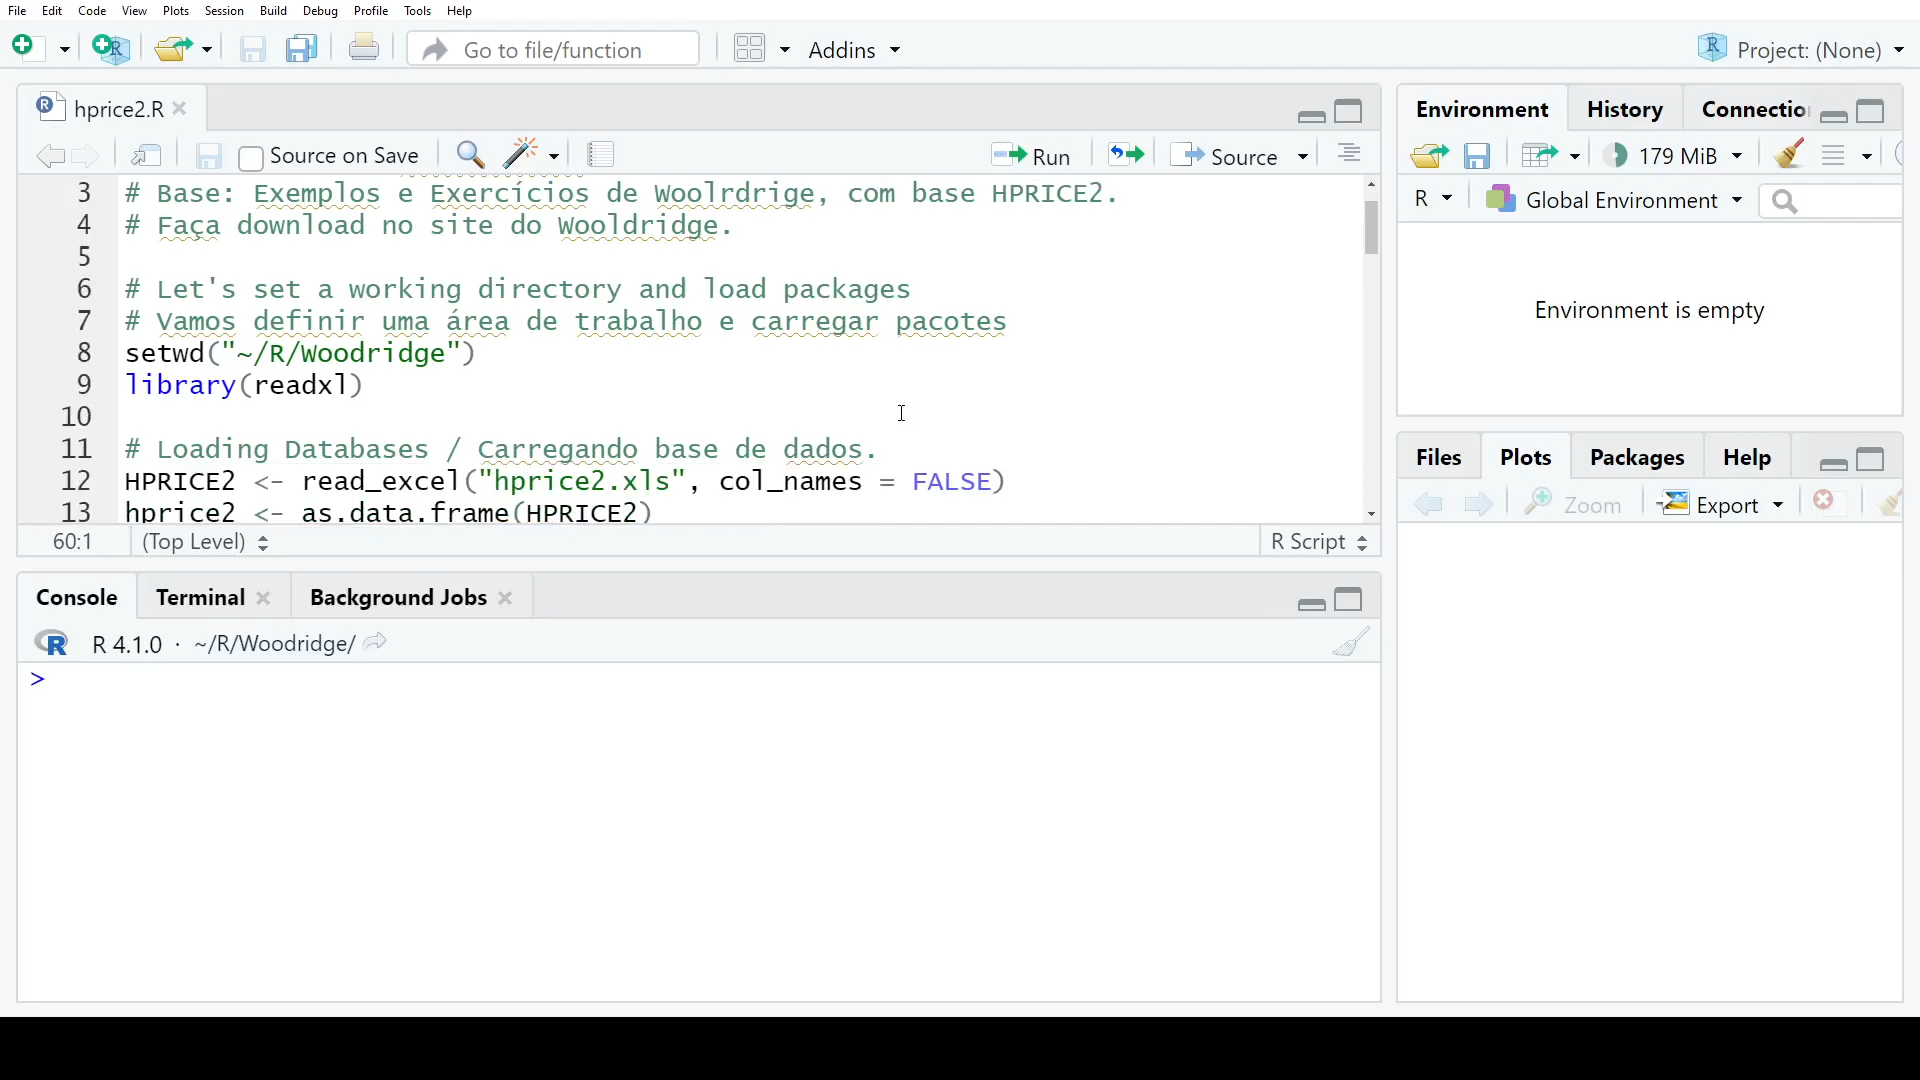 File Edit Code View Plots Session Build Debug Profile Tools Help
Go to file/function
Addins
Project: (None)
hprice2.R
Source on Save
Run
Source
3 # Base: Exemplos e Exercícios de Woolrdrige, com base HPRICE2.
4 # Faça download no site do Wooldridge.
5
6 # Let's set a working directory and load packages
7 # Vamos definir uma área de trabalho e carregar pacotes
8 setwd("~/R/Woodridge")
9 library(readxl)
10
11 # Loading Databases / Carregando base de dados.
12 HPRICE2 <- read_excel("hprice2.xls", col_names = FALSE)
13 hprice2 <- as.data.frame(HPRICE2)
60:1 (Top Level) R Script
Console Terminal Background Jobs
R 4.1.0 · ~/R/Woodridge/
>
Environment History Connectio
179 MiB
R Global Environment
Environment is empty
Files Plots Packages Help
Zoom Export